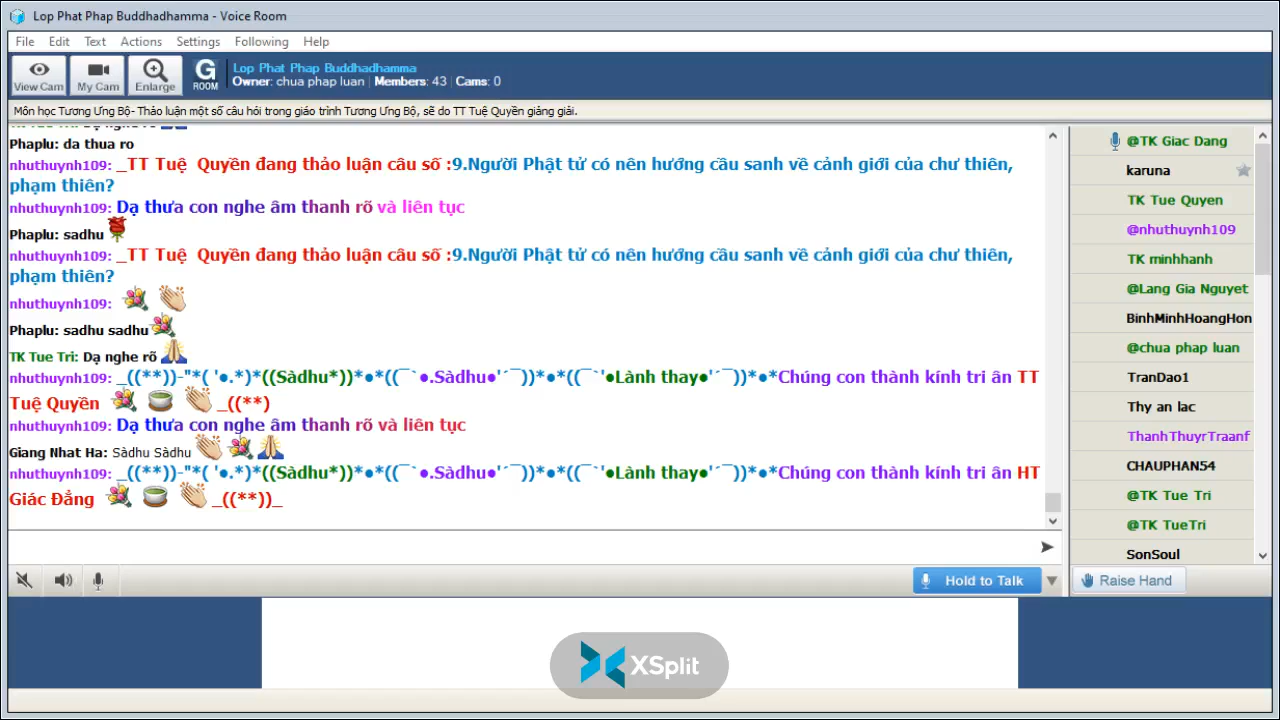 Lop Phat Phap Buddhadhamma - Voice Room
File Edit Text Actions Settings Following Help
View Cam My Cam Enlarge G ROOM
Lop Phat Phap Buddhadhamma
Owner: chua phap luan | Members: 43 | Cams: 0
Môn học Tương Ưng Bộ- Thảo luận một số câu hỏi trong giáo trình Tương Ưng Bộ, sẽ do TT Tuệ Quyền giảng giải.
Phaplu: da thua ro
nhuthuynh109: _TT Tuệ Quyền đang thảo luận câu số :9.Người Phật tử có nên hướng cầu sanh về cảnh giới của chư thiên,
phạm thiên?
nhuthuynh109: Dạ thưa con nghe âm thanh rõ và liên tục
Phaplu: sadhu
nhuthuynh109: _TT Tuệ Quyền đang thảo luận câu số :9.Người Phật tử có nên hướng cầu sanh về cảnh giới của chư thiên,
phạm thiên?
nhuthuynh109:
Phaplu: sadhu sadhu
TK Tue Tri: Dạ nghe rõ
nhuthuynh109: _((**))-"*( '●.*)*((Sàdhu*))*●*((¯`●.Sàdhu●'´¯))*●*((¯`'●Lành thay●'´¯))*●*Chúng con thành kính tri ân TT
Tuệ Quyền _((**)
nhuthuynh109: Dạ thưa con nghe âm thanh rõ và liên tục
Giang Nhat Ha: Sàdhu Sàdhu
nhuthuynh109: _((**))-"*( '●.*)*((Sàdhu*))*●*((¯`●.Sàdhu●'´¯))*●*((¯`'●Lành thay●'´¯))*●*Chúng con thành kính tri ân HT
Giác Đẳng _((**))_
Hold to Talk
@TK Giac Dang
karuna
TK Tue Quyen
@nhuthuynh109
TK minhhanh
@Lang Gia Nguyet
BinhMinhHoangHon
@chua phap luan
TranDao1
Thy an lac
ThanhThuyrTraanf
CHAUPHAN54
@TK Tue Tri
@TK TueTri
SonSoul
Raise Hand
XSplit